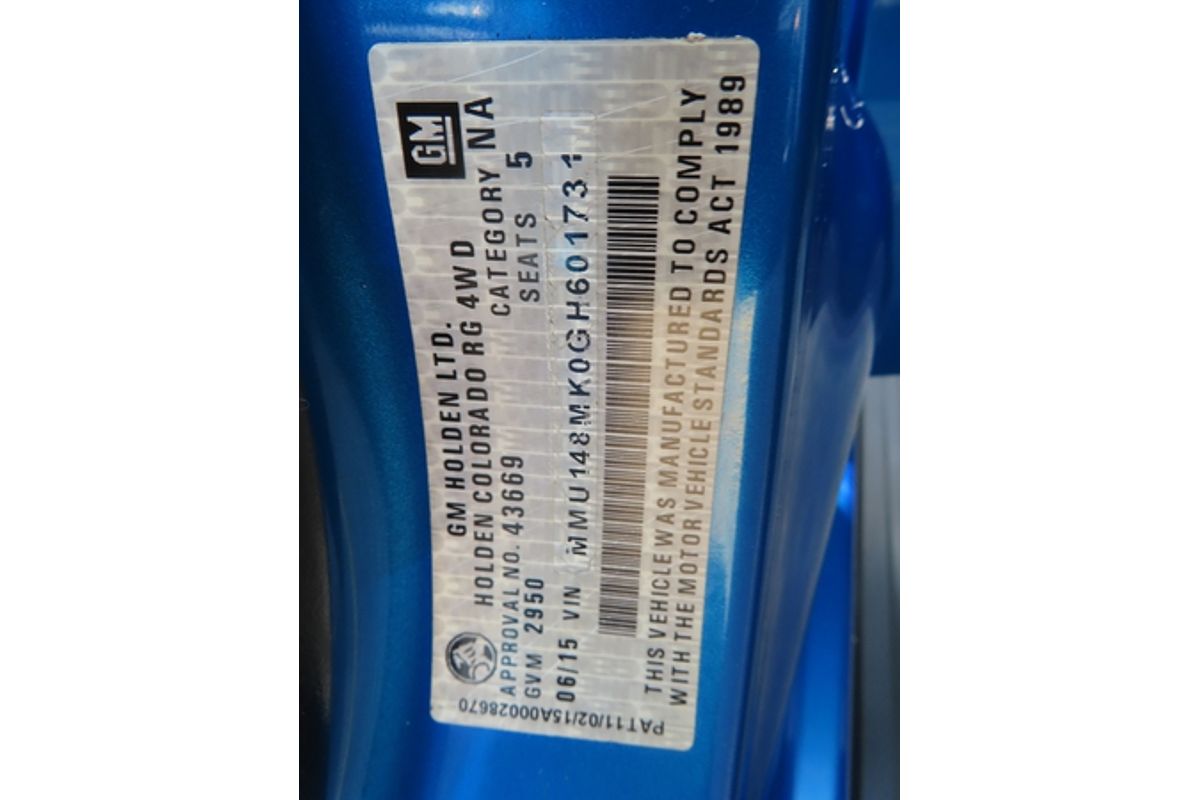 GM
GM HOLDEN LTD.
HOLDEN COLORADO RG 4WD
APPROVAL NO. 43669 CATEGORY NA
GVM 2950 SEATS 5
06/15 VIN MMU148MK0GH601731
THIS VEHICLE WAS MANUFACTURED TO COMPLY
WITH THE MOTOR VEHICLE STANDARDS ACT 1989
PAT11/02/15A00028670